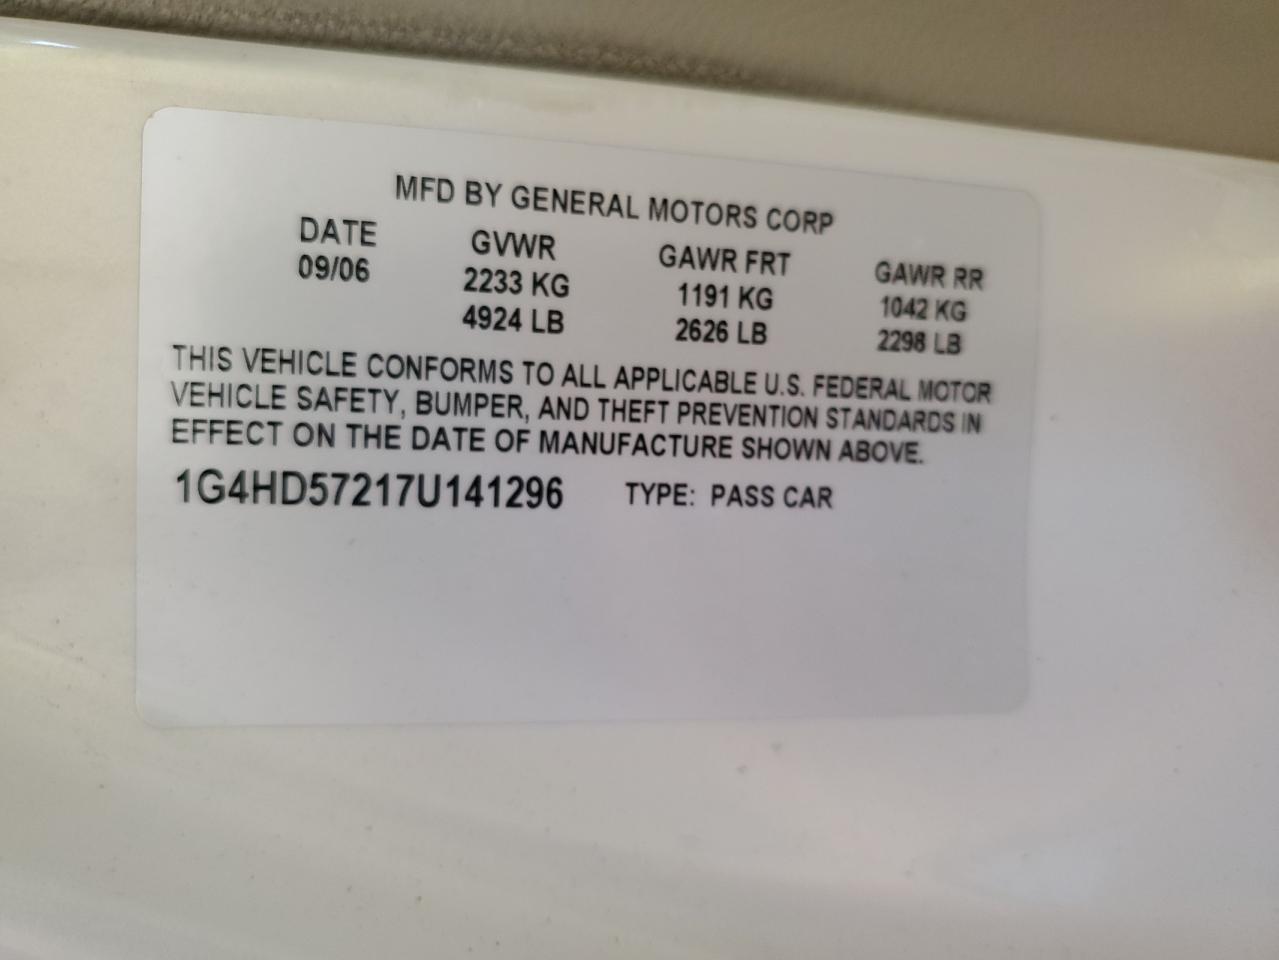 MFD BY GENERAL MOTORS CORP
DATE GVWR GAWR FRT GAWR RR
09/06 2233 KG 1191 KG 1042 KG
4924 LB 2626 LB 2298 LB
THIS VEHICLE CONFORMS TO ALL APPLICABLE U.S. FEDERAL MOTOR
VEHICLE SAFETY, BUMPER, AND THEFT PREVENTION STANDARDS IN
EFFECT ON THE DATE OF MANUFACTURE SHOWN ABOVE.
1G4HD57217U141296 TYPE: PASS CAR